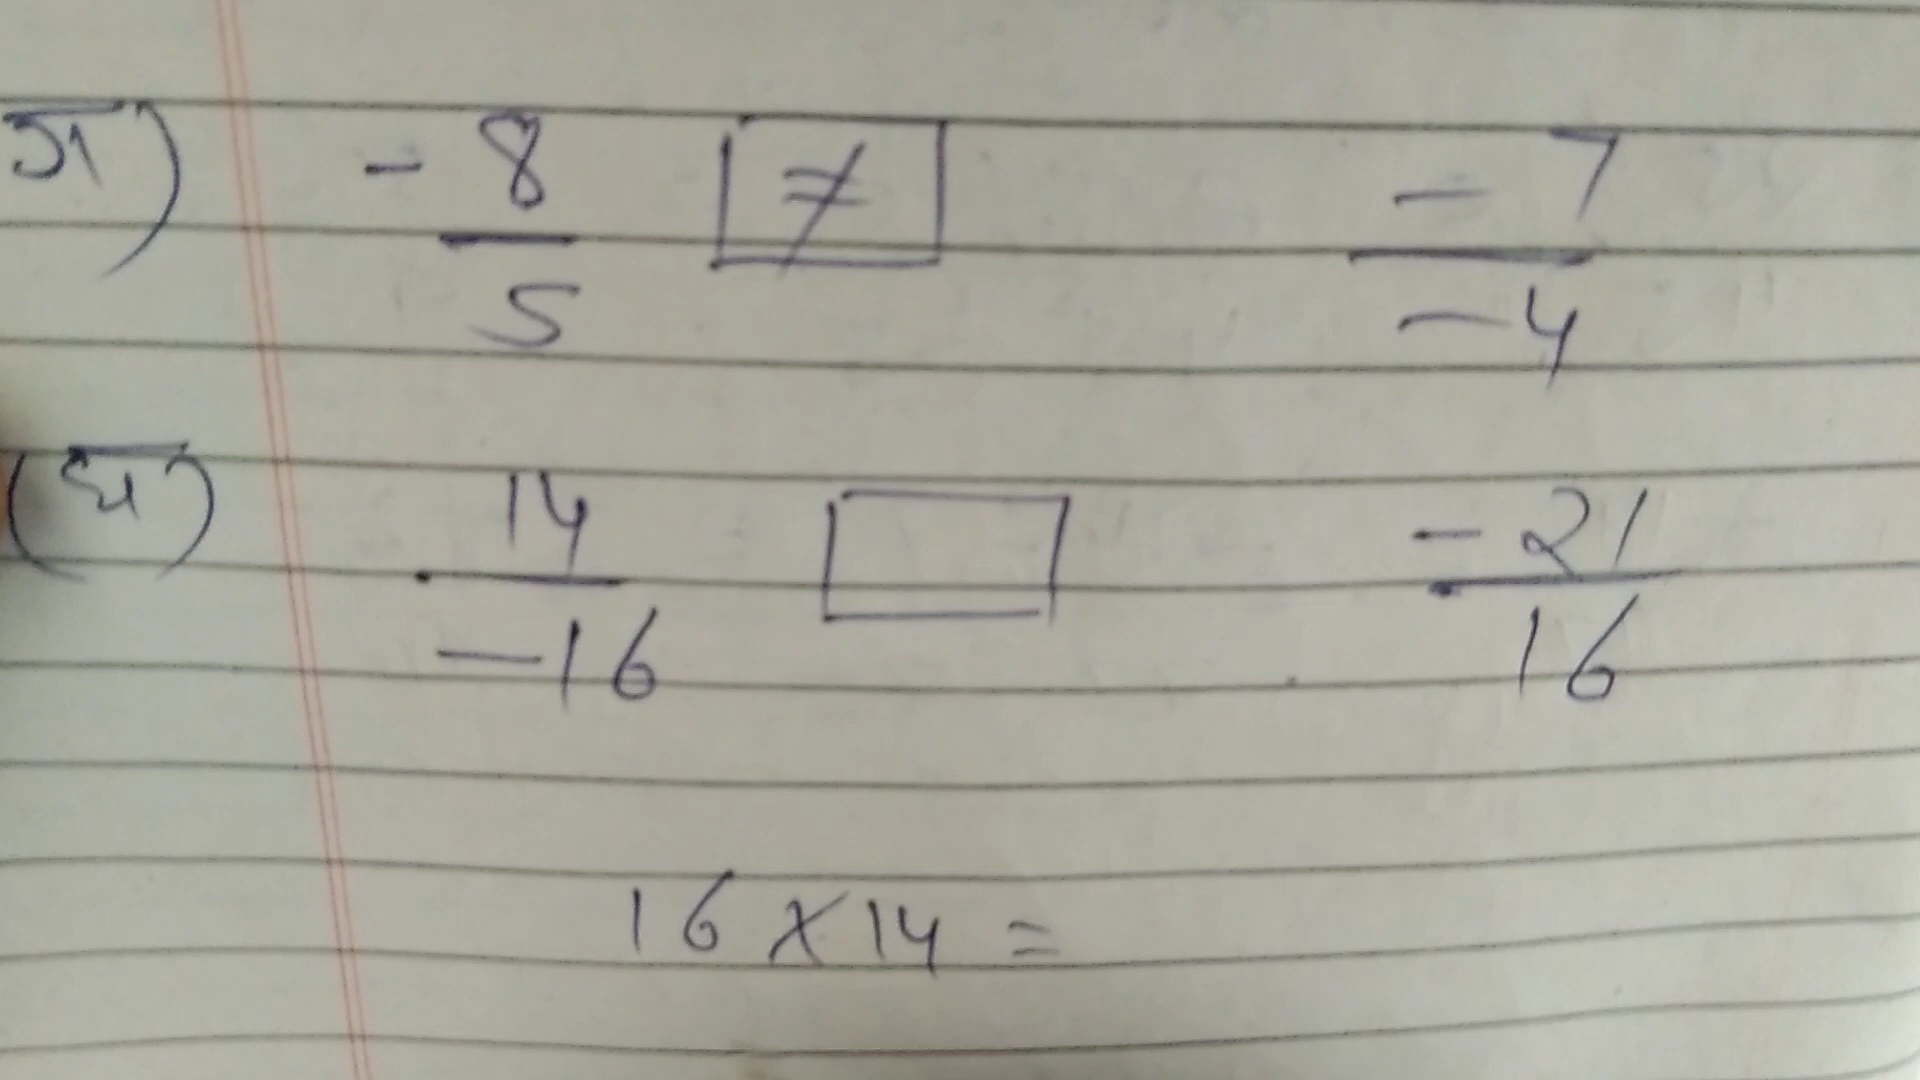 ग) -8/5 [≠] -7/-4
(घ) 14/-16 [ ] -21/16
16 × 14 =